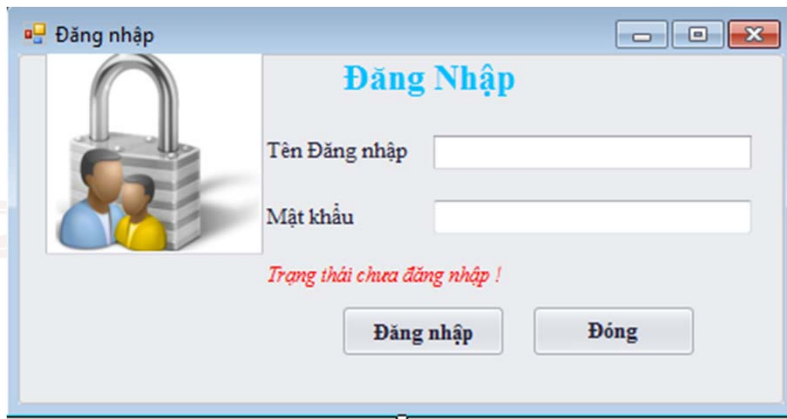 Đăng nhập
Đăng Nhập
Tên Đăng nhập
Mật khẩu
Trạng thái chưa đăng nhập !
Đăng nhập
Đóng